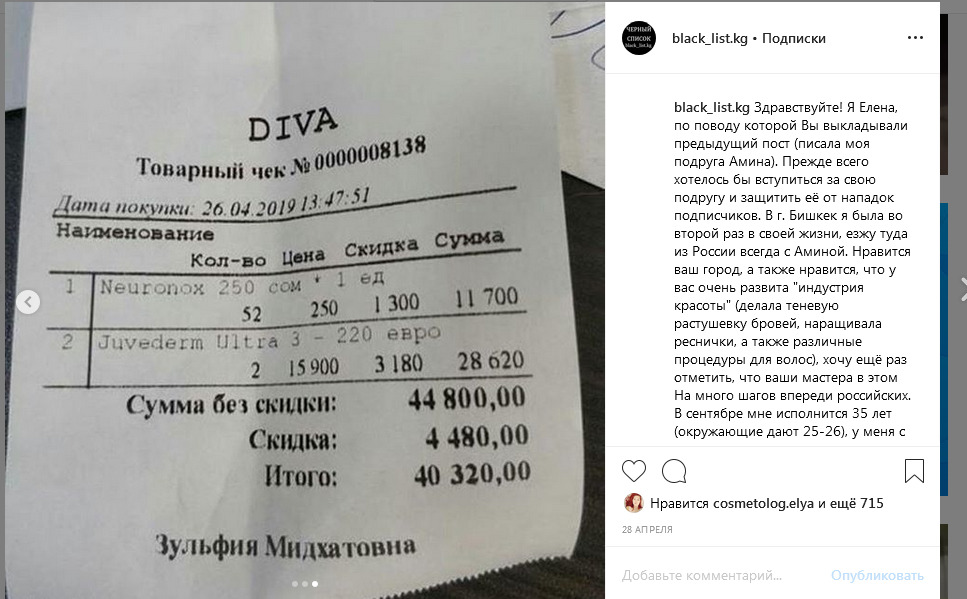 DIVA
Товарный чек № 0000008138
Дата покупки: 26.04.2019 13:47:51
Наименование
Кол-во Цена Скидка Сумма
1 Neuronox 250 сом * 1 ед
52 250 1 300 11 700
2 Juvederm Ultra 3 - 220 евро
2 15 900 3 180 28 620
Сумма без скидки: 44 800,00
Скидка: 4 480,00
Итого: 40 320,00
Зульфия Мидхатовна
ЧЕРНЫЙ
СПИСОК
black_list.kg
black_list.kg • Подписки
black_list.kg Здравствуйте! Я Елена,
по поводу которой Вы выкладывали
предыдущий пост (писала моя
подруга Амина). Прежде всего
хотелось бы вступиться за свою
подругу и защитить её от нападок
подписчиков. В г. Бишкек я была во
второй раз в своей жизни, езжу туда
из России всегда с Аминой. Нравится
ваш город, а также нравится, что у
вас очень развита "индустрия
красоты" (делала теневую
растушевку бровей, наращивала
реснички, а также различные
процедуры для волос), хочу ещё раз
отметить, что ваши мастера в этом
На много шагов впереди российских.
В сентябре мне исполнится 35 лет
(окружающие дают 25-26), у меня с
Нравится cosmetolog.elya и ещё 715
28 АПРЕЛЯ
Добавьте комментарий...
Опубликовать